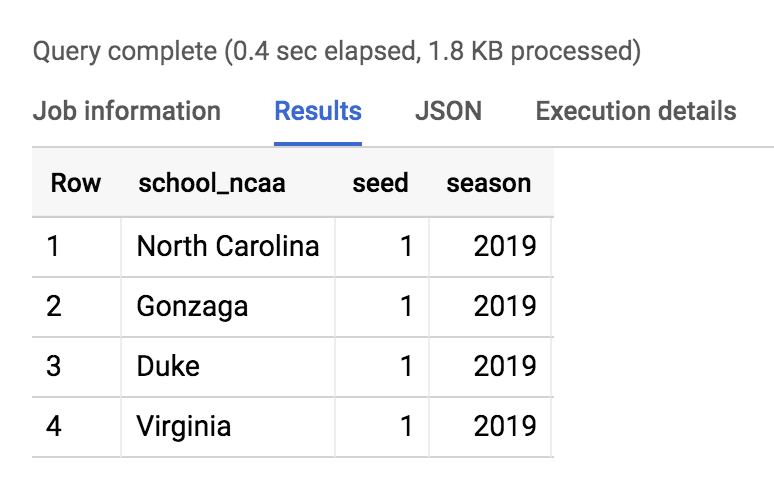 Query complete (0.4 sec elapsed, 1.8 KB processed)
Job information Results JSON Execution details
Row school_ncaa seed season
1 North Carolina 1 2019
2 Gonzaga 1 2019
3 Duke 1 2019
4 Virginia 1 2019